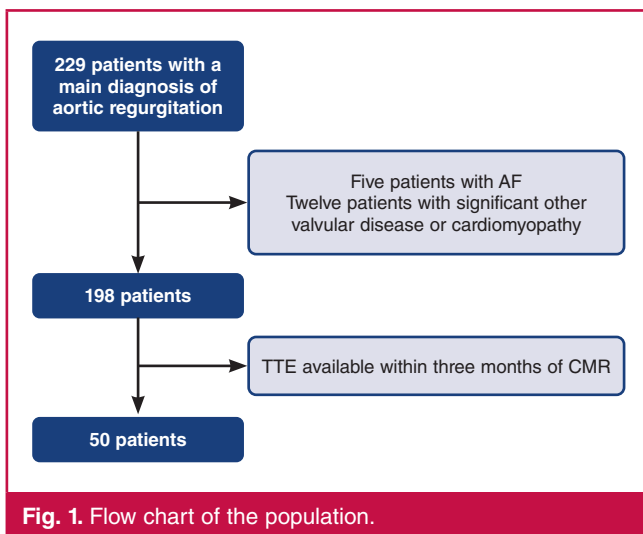 229 patients with a
main diagnosis of
aortic regurgitation
Five patients with AF
Twelve patients with significant other
valvular disease or cardiomyopathy
198 patients
TTE available within three months of CMR
50 patients
Fig. 1. Flow chart of the population.